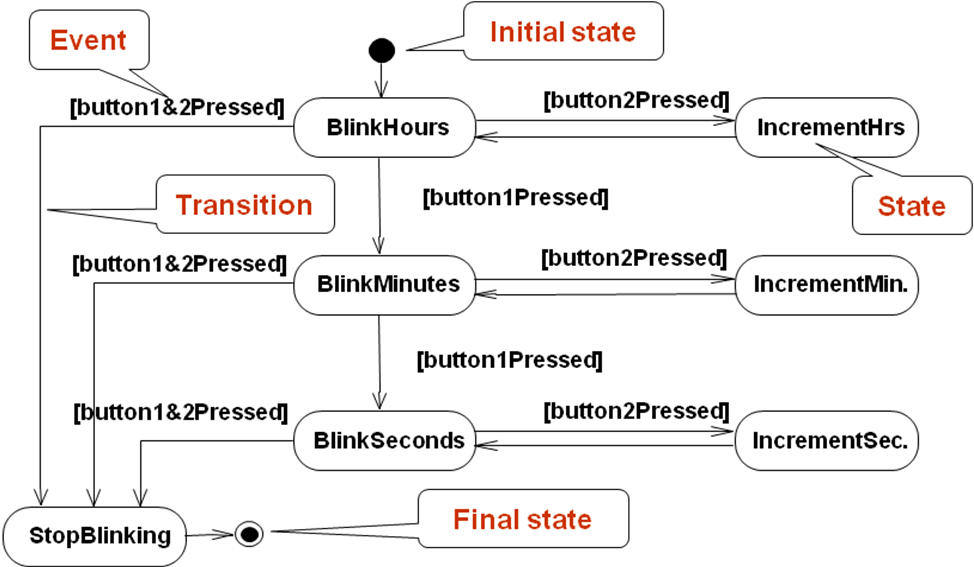 Event
Initial state
[button1&2Pressed]
[button2Pressed]
BlinkHours
IncrementHrs
Transition
[button1Pressed]
State
[button1&2Pressed]
[button2Pressed]
BlinkMinutes
IncrementMin.
[button1Pressed]
[button1&2Pressed]
[button2Pressed]
BlinkSeconds
IncrementSec.
StopBlinking
Final state